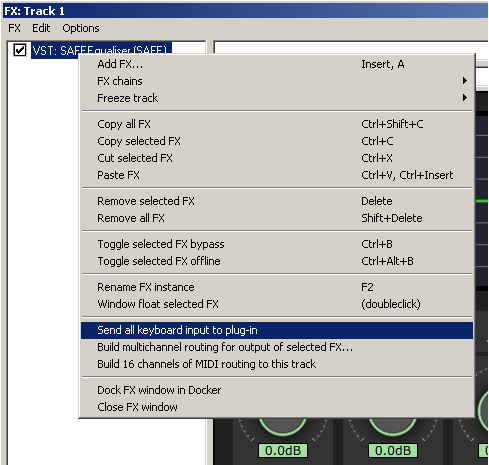 FX: Track 1
FX Edit Options
VST: SAFEEqualiser (SAFE)
Add FX... Insert, A
FX chains
Freeze track
Copy all FX Ctrl+Shift+C
Copy selected FX Ctrl+C
Cut selected FX Ctrl+X
Paste FX Ctrl+V, Ctrl+Insert
Remove selected FX Delete
Remove all FX Shift+Delete
Toggle selected FX bypass Ctrl+B
Toggle selected FX offline Ctrl+Alt+B
Rename FX instance F2
Window float selected FX (doubleclick)
Send all keyboard input to plug-in
Build multichannel routing for output of selected FX...
Build 16 channels of MIDI routing to this track
Dock FX window in Docker
Close FX window
0.0dB 0.0dB